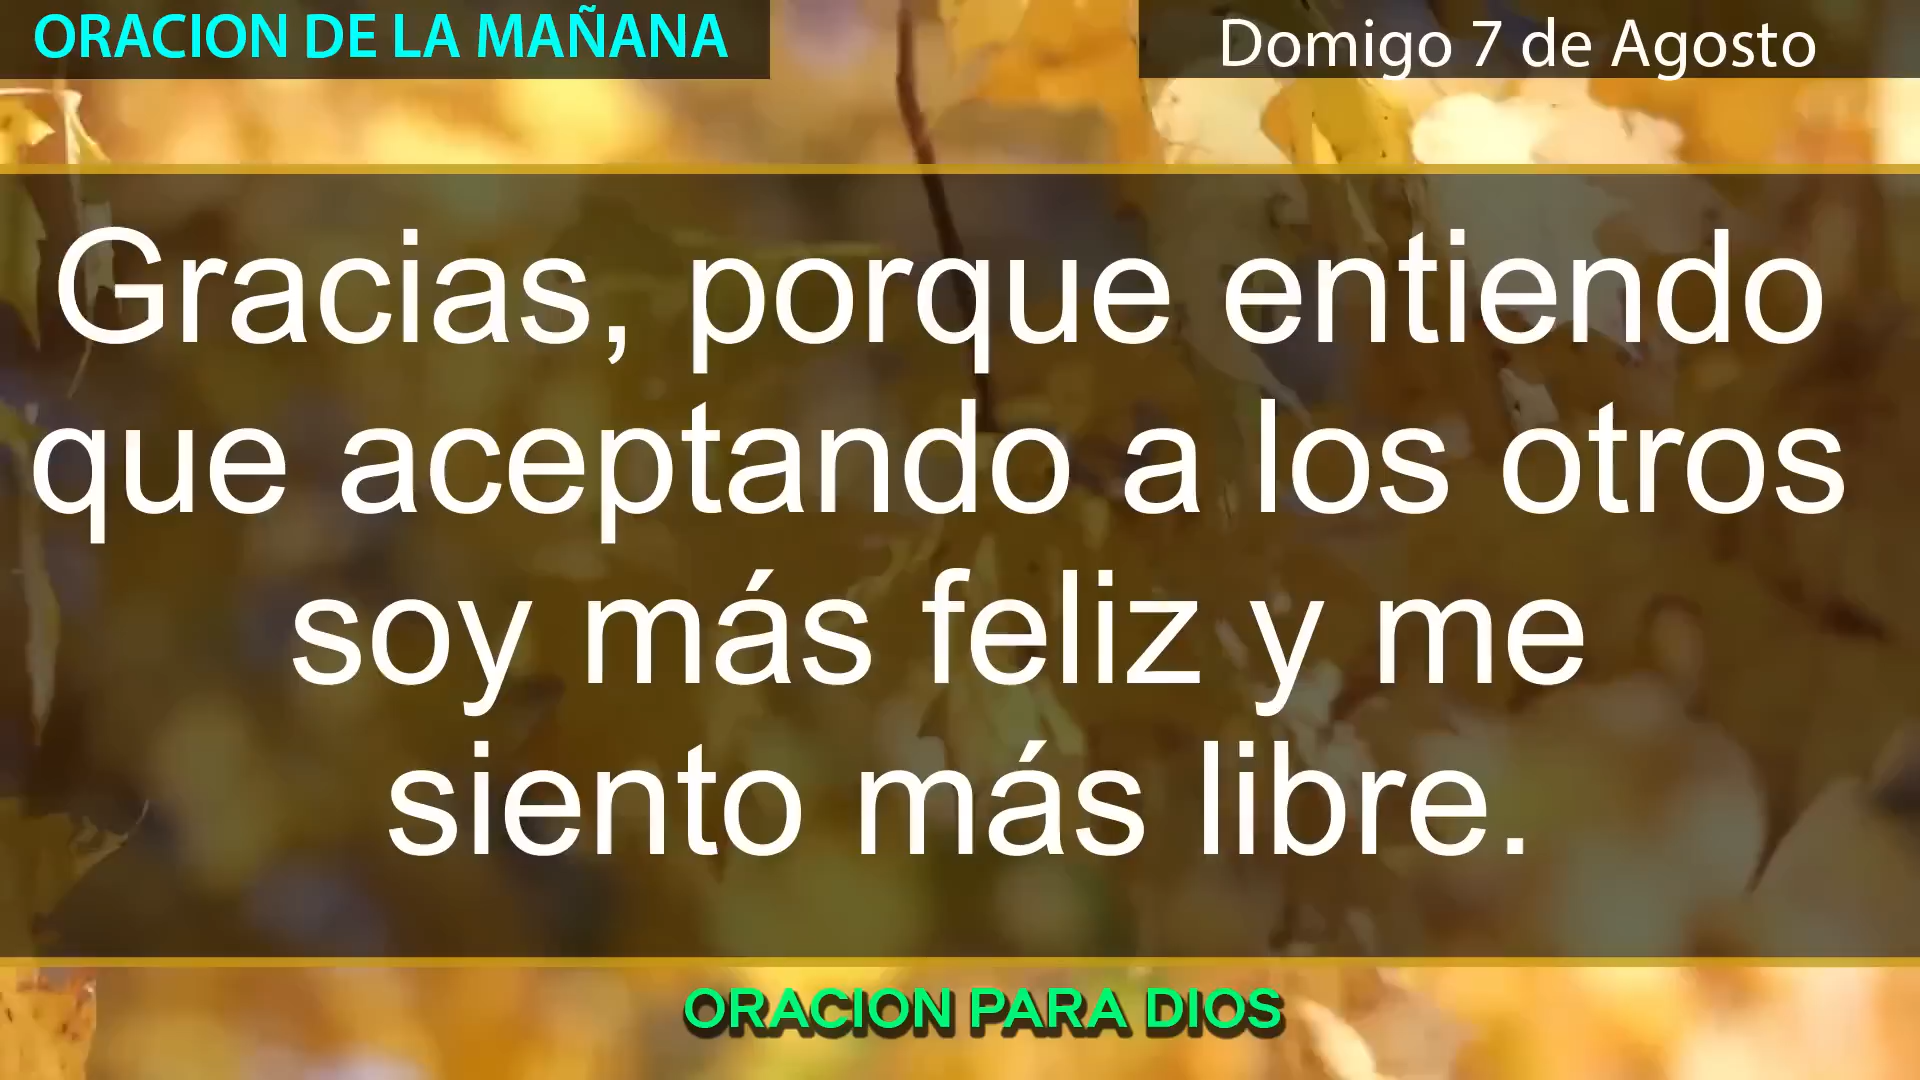 ORACION DE LA MAÑANA
Domigo 7 de Agosto
Gracias, porque entiendo
que aceptando a los otros
soy más feliz y me
siento más libre.
ORACION PARA DIOS